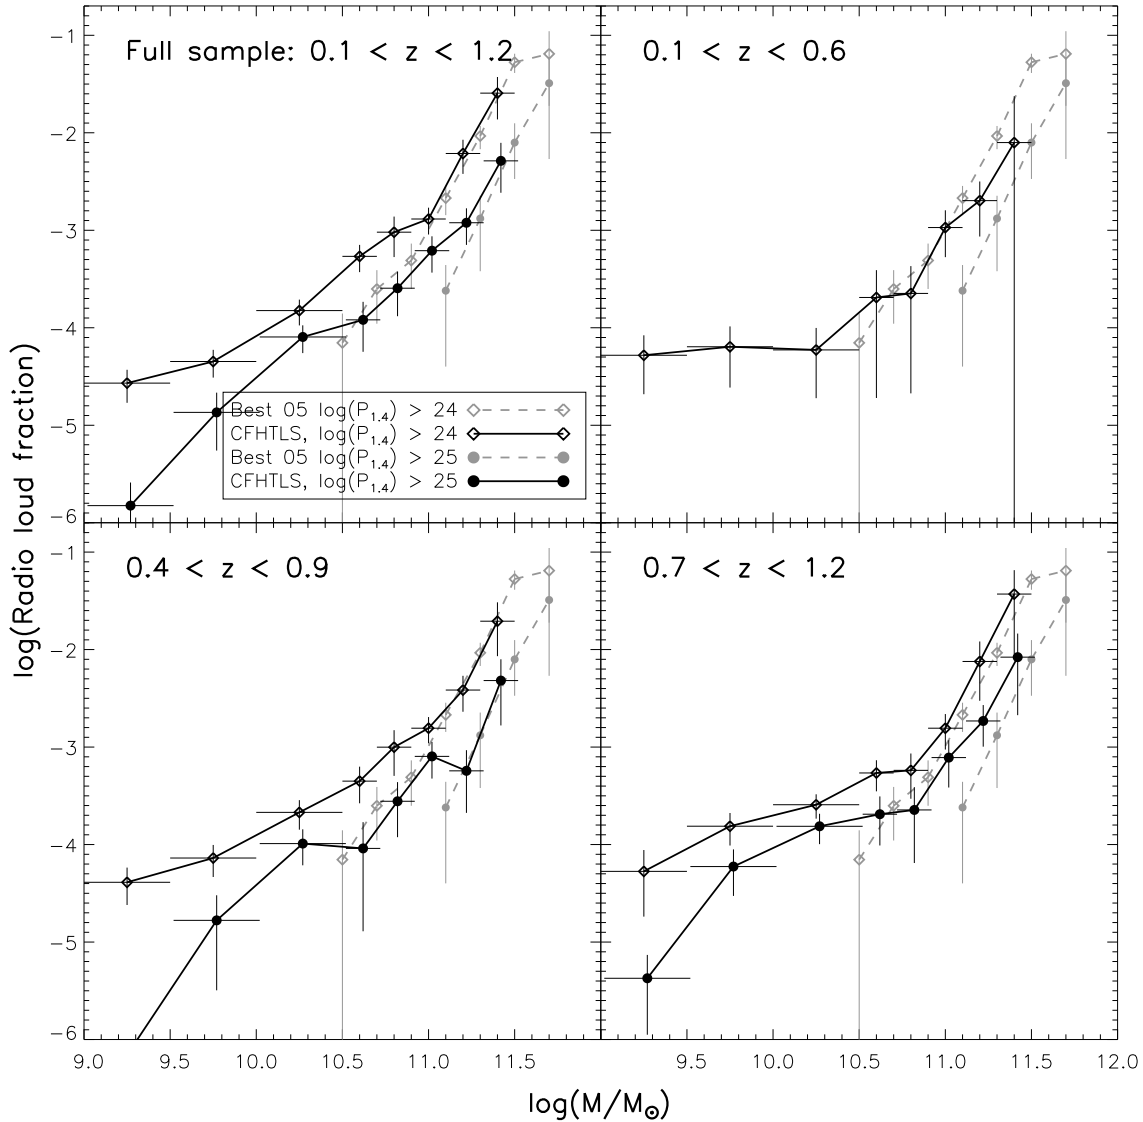 Full sample: 0.1 < z < 1.2
0.1 < z < 0.6
−1
−2
−3
−4
−5
−6
Best 05 log(P1.4) > 24
CFHTLS, log(P1.4) > 24
Best 05 log(P1.4) > 25
CFHTLS, log(P1.4) > 25
log(Radio loud fraction)
0.4 < z < 0.9
0.7 < z < 1.2
−1
−2
−3
−4
−5
−6
9.0 9.5 10.0 10.5 11.0 11.5 9.5 10.0 10.5 11.0 11.5 12.0
log(M/M⊙)